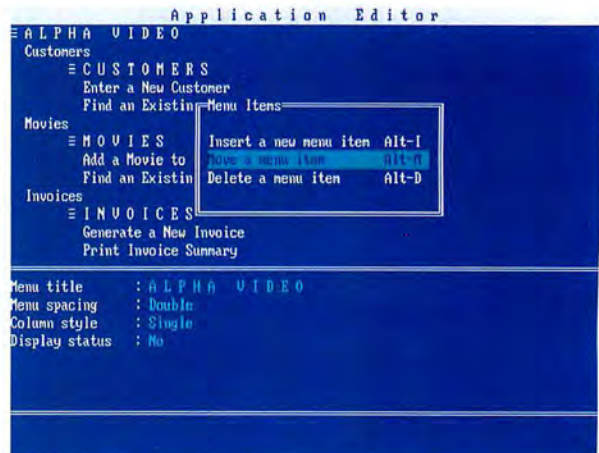 Application Editor
≡ ALPHA VIDEO
Customers
≡ CUSTOMERS
Enter a New Customer
Find an Existin
Menu Items
Movies
≡ MOVIES
Insert a new menu item Alt-I
Add a Movie to
Move a menu item Alt-M
Find an Existin
Delete a menu item Alt-D
Invoices
≡ INVOICES
Generate a New Invoice
Print Invoice Summary
Menu title : ALPHA VIDEO
Menu spacing : Double
Column style : Single
Display status : No